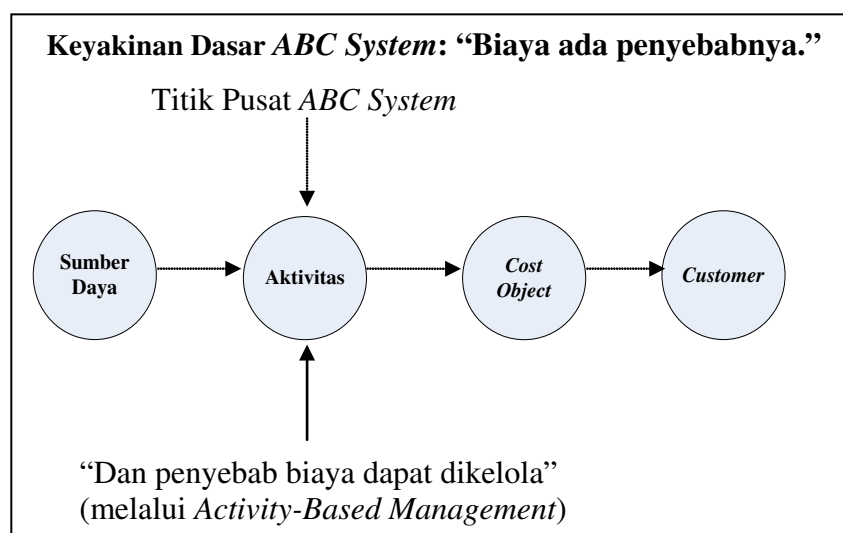 Keyakinan Dasar ABC System: “Biaya ada penyebabnya.”
Titik Pusat ABC System
Sumber
Daya
Aktivitas
Cost
Object
Customer
“Dan penyebab biaya dapat dikelola”
(melalui Activity-Based Management)